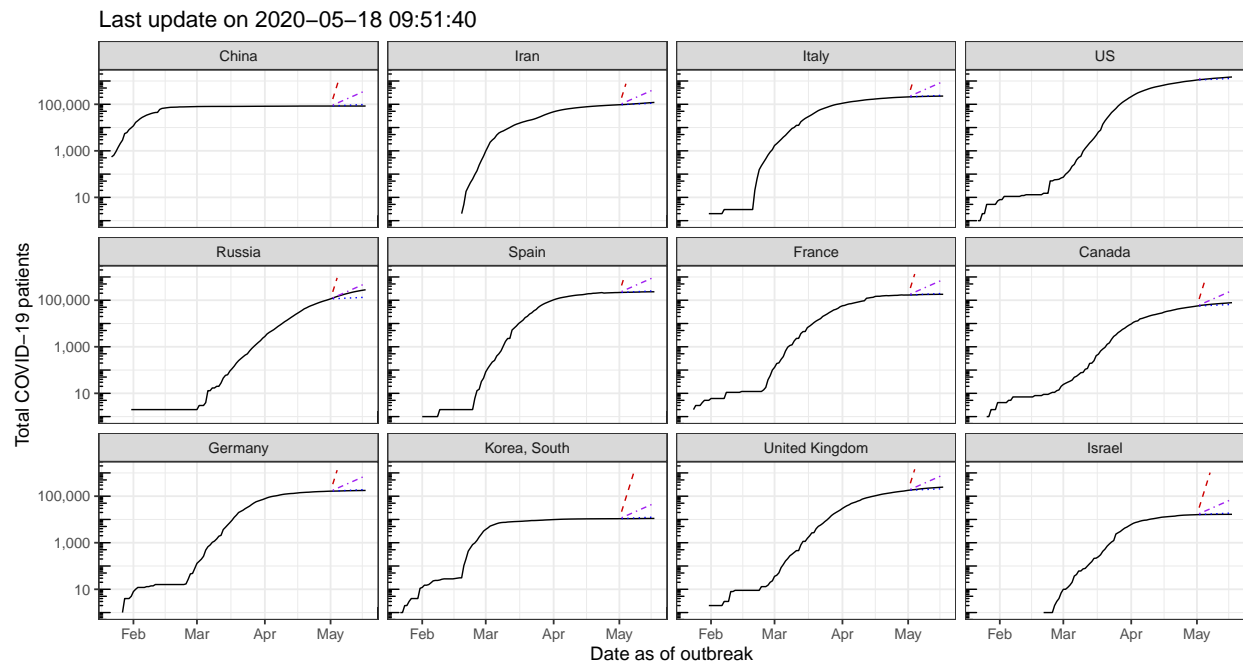 Last update on 2020−05−18 09:51:40
China Iran Italy US
100,000
1,000
10
Russia Spain France Canada
100,000
1,000
10
Germany Korea, South United Kingdom Israel
100,000
1,000
10
Feb Mar Apr May Feb Mar Apr May Feb Mar Apr May Feb Mar Apr May
Date as of outbreak
Total COVID−19 patients